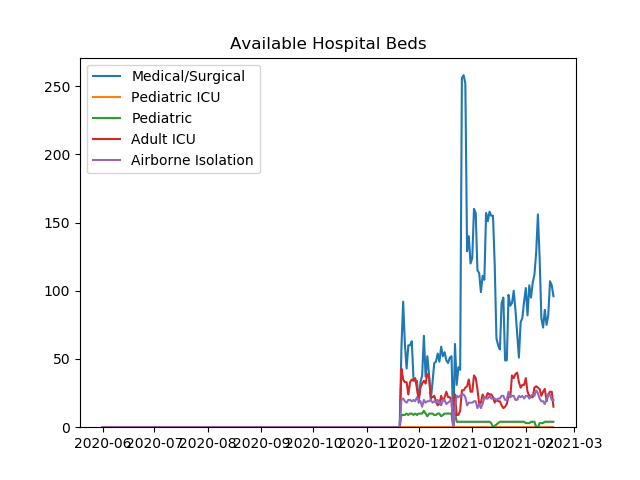 Available Hospital Beds
Medical/Surgical
Pediatric ICU
Pediatric
Adult ICU
Airborne Isolation
250
200
150
100
50
0
2020-06 2020-07 2020-08 2020-09 2020-10 2020-11 2020-12 2021-01 2021-02 2021-03